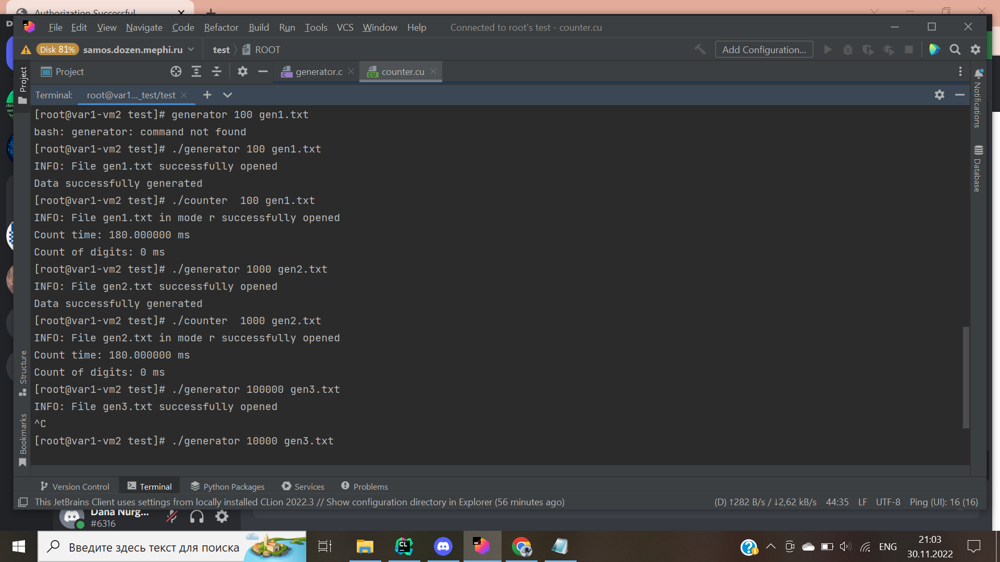 Authorization Successful
File Edit View Navigate Code Refactor Build Run Tools VCS Window Help Connected to root's test - counter.cu
Disk 81% samos.dozen.mephi.ru test ROOT Add Configuration...
Project
Project generator.c counter.cu
Terminal: root@var1..._test/test
[root@var1-vm2 test]# generator 100 gen1.txt
bash: generator: command not found
[root@var1-vm2 test]# ./generator 100 gen1.txt
INFO: File gen1.txt successfully opened
Data successfully generated
[root@var1-vm2 test]# ./counter  100 gen1.txt
INFO: File gen1.txt in mode r successfully opened
Count time: 180.000000 ms
Count of digits: 0 ms
[root@var1-vm2 test]# ./generator 1000 gen2.txt
INFO: File gen2.txt successfully opened
Data successfully generated
[root@var1-vm2 test]# ./counter  1000 gen2.txt
INFO: File gen2.txt in mode r successfully opened
Count time: 180.000000 ms
Count of digits: 0 ms
[root@var1-vm2 test]# ./generator 100000 gen3.txt
INFO: File gen3.txt successfully opened
^C
[root@var1-vm2 test]# ./generator 10000 gen3.txt
Structure
Bookmarks
Notifications
Database
Version Control Terminal Python Packages Services Problems
This JetBrains Client uses settings from locally installed CLion 2022.3 // Show configuration directory in Explorer (56 minutes ago) (D) ↑282 B/s / ↓2,62 kB/s 44:35 LF UTF-8 Ping (UI): 16 (16)
Dana Nurg...
#6316
Введите здесь текст для поиска
ENG
21:03
30.11.2022